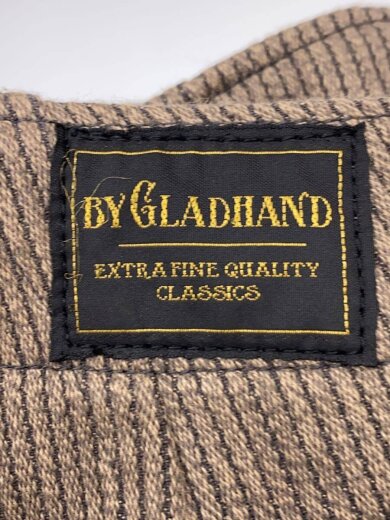 BY GLADHAND
EXTRA FINE QUALITY
CLASSICS